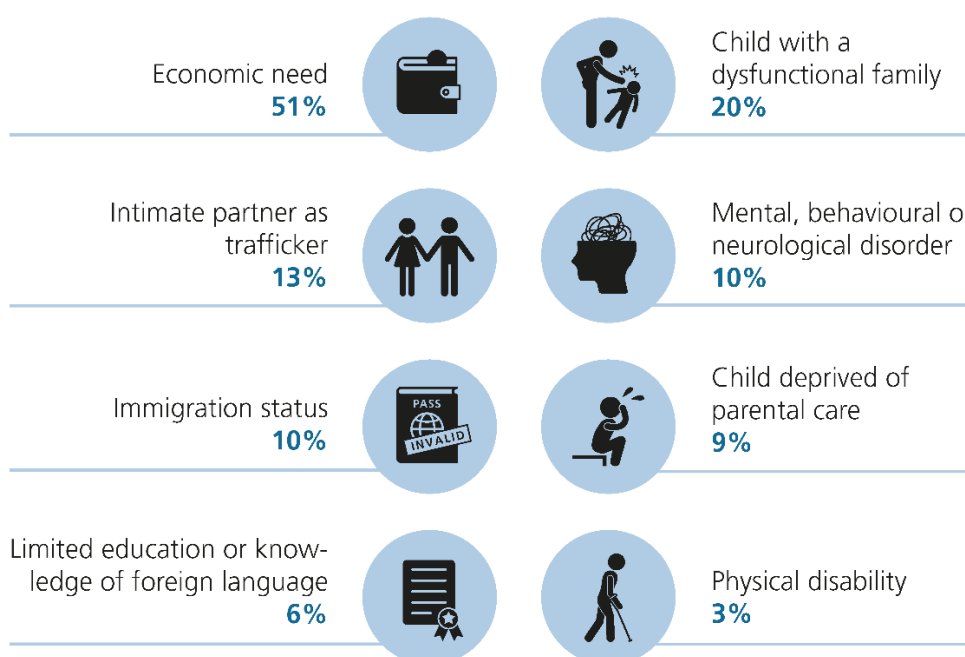 Economic need
51%
Child with a
dysfunctional family
20%
Intimate partner as
trafficker
13%
Mental, behavioural o
neurological disorder
10%
Immigration status
10%
PASS
INVALID
Child deprived of
parental care
9%
Limited education or know-
ledge of foreign language
6%
Physical disability
3%